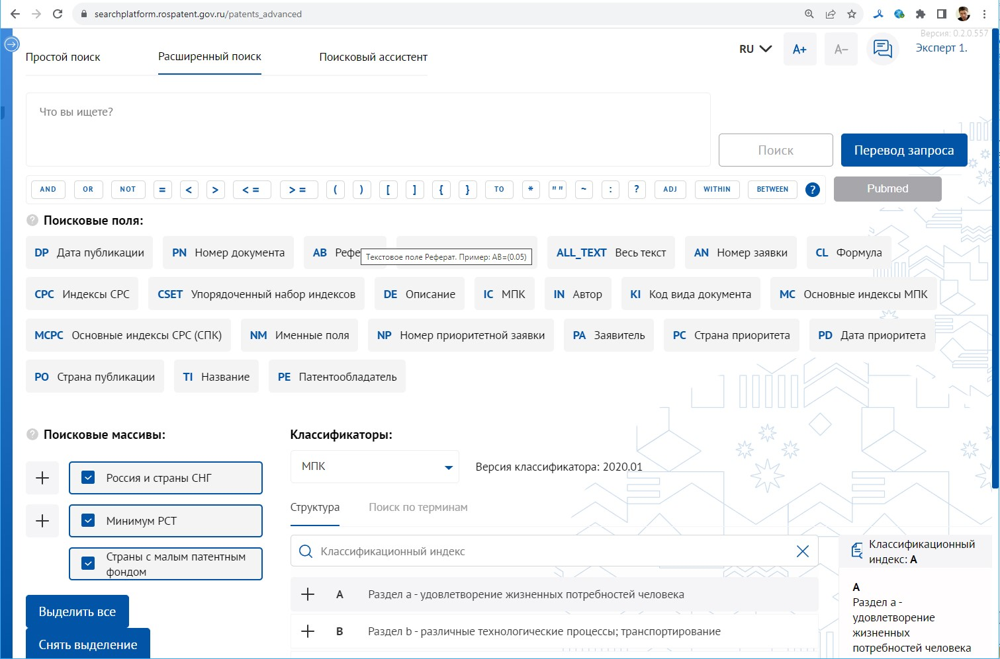 searchplatform.rospatent.gov.ru/patents_advanced
Версия: 0.2.0.557
Простой поиск
Расширенный поиск
Поисковый ассистент
RU
A+
A−
Эксперт 1.
Что вы ищете?
Поиск
Перевод запроса
AND OR NOT = < > < = > = ( ) [ ] { } TO * " " ~ : ? ADJ WITHIN BETWEEN ?
Pubmed
? Поисковые поля:
DP Дата публикации
PN Номер документа
AB Рефе
Текстовое поле Реферат. Пример: AB=(0.05)
ALL_TEXT Весь текст
AN Номер заявки
CL Формула
CPC Индексы CPC
CSET Упорядоченный набор индексов
DE Описание
IC МПК
IN Автор
KI Код вида документа
MC Основные индексы МПК
MCPC Основные индексы CPC (СПК)
NM Именные поля
NP Номер приоритетной заявки
PA Заявитель
PC Страна приоритета
PD Дата приоритета
PO Страна публикации
TI Название
PE Патентообладатель
? Поисковые массивы:
Россия и страны СНГ
Минимум PCT
Страны с малым патентным
фондом
Выделить все
Снять выделение
Классификаторы:
МПК
Версия классификатора: 2020.01
Структура
Поиск по терминам
Классификационный индекс
A Раздел a - удовлетворение жизненных потребностей человека
B Раздел b - различные технологические процессы; транспортирование
Классификационный
индекс: A
A
Раздел a -
удовлетворение
жизненных
потребностей человека